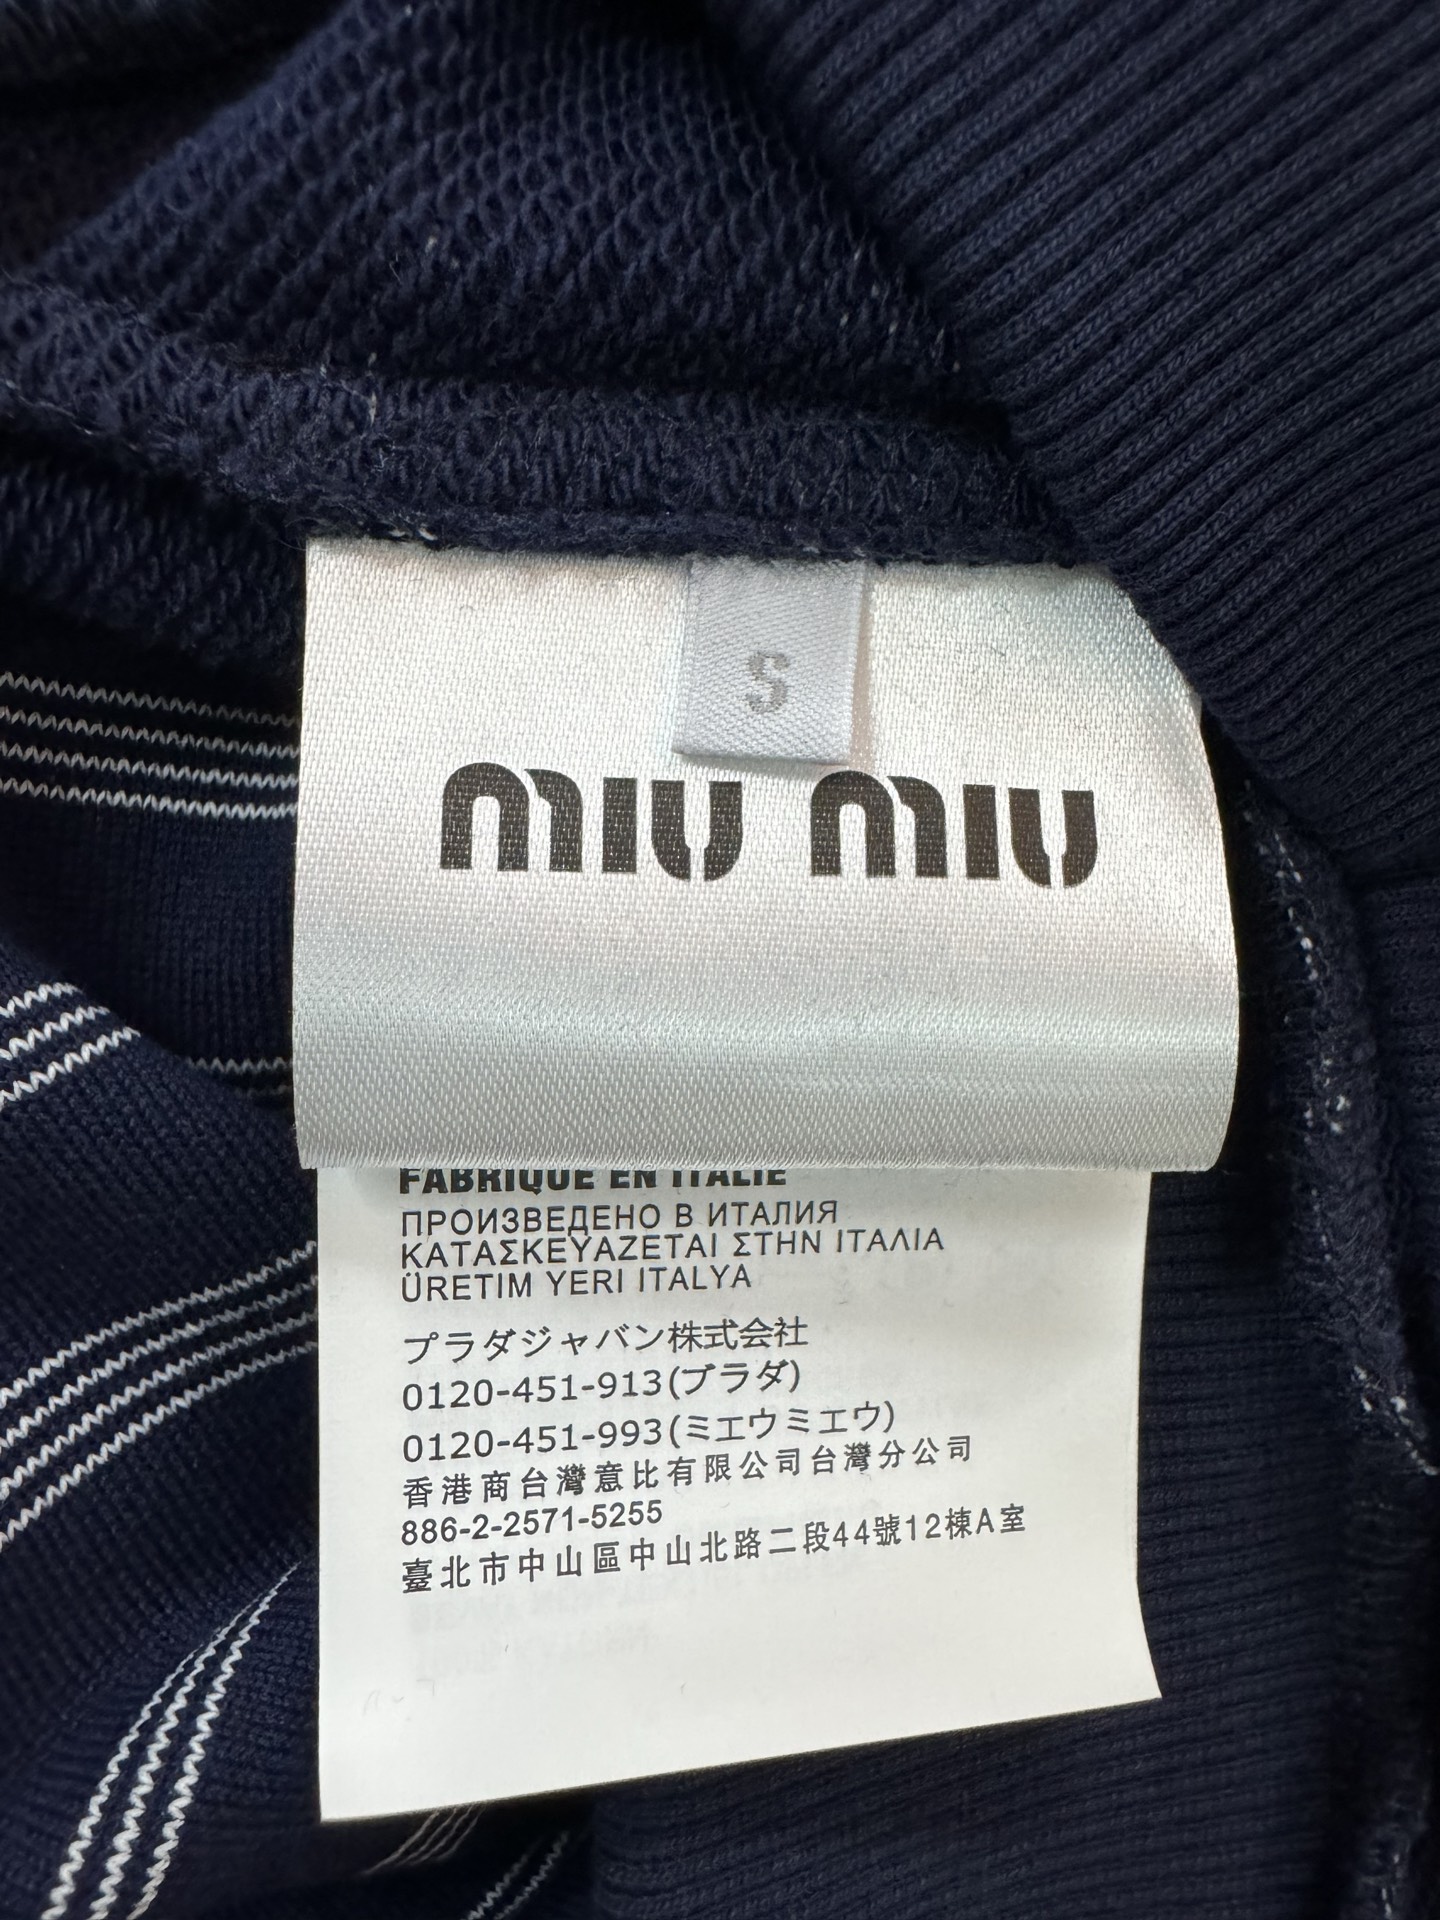 S
miu miu
FABRIQUE EN ITALIE
ПРОИЗВЕДЕНО В ИТАЛИЯ
ΚΑΤΑΣΚΕΥΑΖΕΤΑΙ ΣΤΗΝ ΙΤΑΛΙΑ
ÜRETIM YERI ITALYA
プラダジャパン株式会社
0120-451-913(プラダ)
0120-451-993(ミュウミュウ)
香港商台灣意比有限公司台灣分公司
886-2-2571-5255
臺北市中山區中山北路二段44號12棟A室